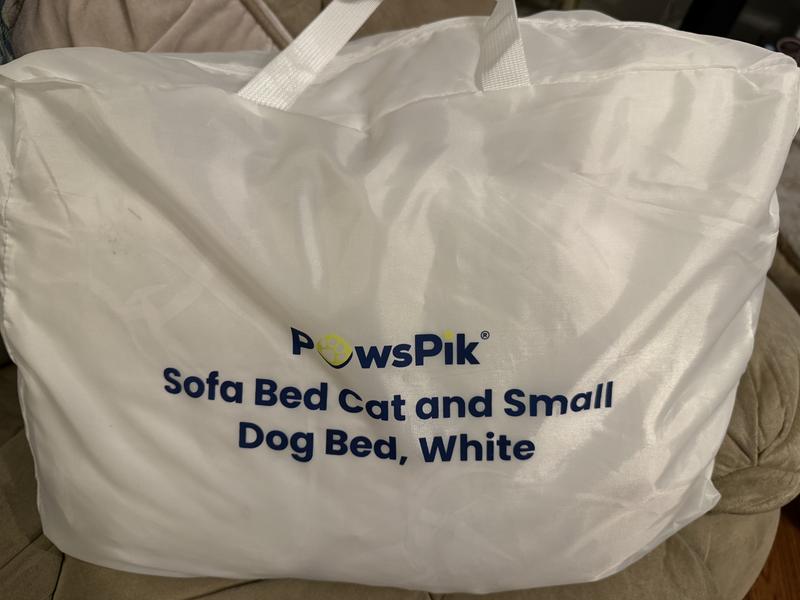 PawsPik®
Sofa Bed Cat and Small
Dog Bed, White